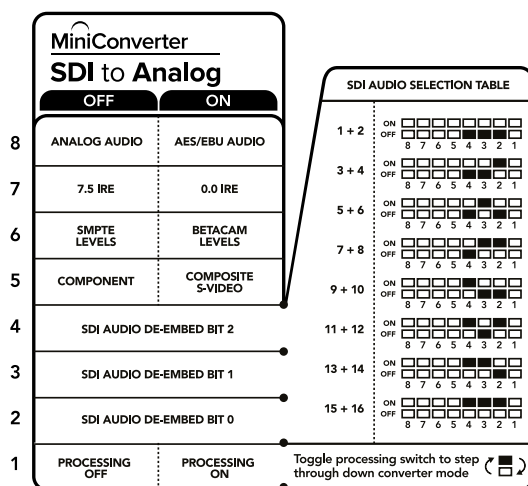 MiniConverter
SDI to Analog
OFF ON
8 ANALOG AUDIO AES/EBU AUDIO
7 7.5 IRE 0.0 IRE
6 SMPTE LEVELS BETACAM LEVELS
5 COMPONENT COMPOSITE S-VIDEO
4 SDI AUDIO DE-EMBED BIT 2
3 SDI AUDIO DE-EMBED BIT 1
2 SDI AUDIO DE-EMBED BIT 0
1 PROCESSING OFF PROCESSING ON
SDI AUDIO SELECTION TABLE
1 + 2 ON OFF
8 7 6 5 4 3 2 1
3 + 4 ON OFF
8 7 6 5 4 3 2 1
5 + 6 ON OFF
8 7 6 5 4 3 2 1
7 + 8 ON OFF
8 7 6 5 4 3 2 1
9 + 10 ON OFF
8 7 6 5 4 3 2 1
11 + 12 ON OFF
8 7 6 5 4 3 2 1
13 + 14 ON OFF
8 7 6 5 4 3 2 1
15 + 16 ON OFF
8 7 6 5 4 3 2 1
Toggle processing switch to step
through down converter mode